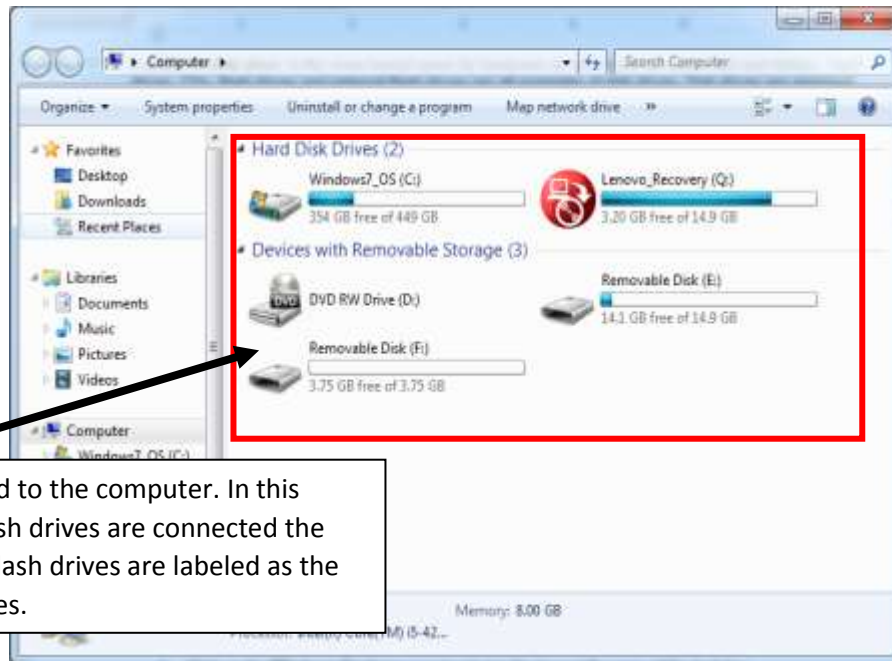 Computer
Search Computer
Organize
System properties
Uninstall or change a program
Map network drive
»
Favorites
Desktop
Downloads
Recent Places
Libraries
Documents
Music
Pictures
Videos
Computer
Windows7_OS (C:)
Hard Disk Drives (2)
Windows7_OS (C:)
354 GB free of 449 GB
Lenovo_Recovery (Q:)
3.20 GB free of 14.9 GB
Devices with Removable Storage (3)
DVD
DVD RW Drive (D:)
Removable Disk (E:)
14.1 GB free of 14.9 GB
Removable Disk (F:)
3.75 GB free of 3.75 GB
d to the computer. In this
sh drives are connected the
ash drives are labeled as the
es.
Memory: 8.00 GB
i5-42...